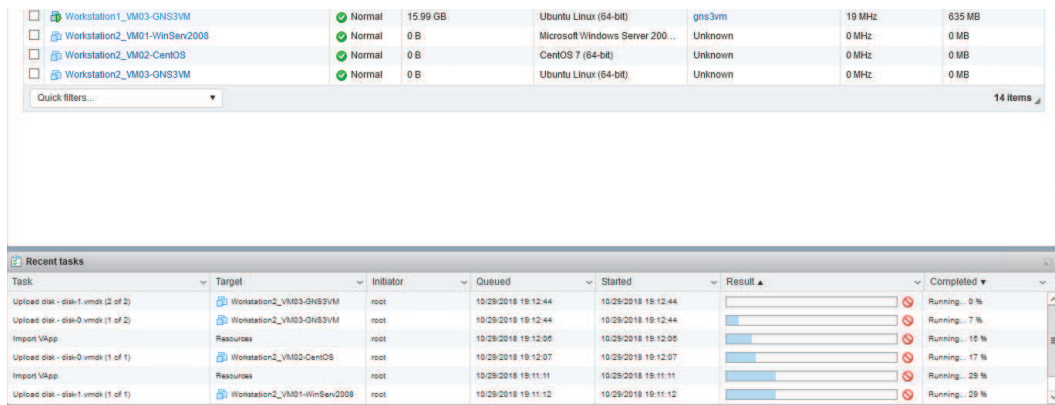 Workstation1_VM03-GNS3VM Normal 15.99 GB Ubuntu Linux (64-bit) gns3vm 19 MHz 635 MB
Workstation2_VM01-WinServ2008 Normal 0 B Microsoft Windows Server 200... Unknown 0 MHz 0 MB
Workstation2_VM02-CentOS Normal 0 B CentOS 7 (64-bit) Unknown 0 MHz 0 MB
Workstation2_VM03-GNS3VM Normal 0 B Ubuntu Linux (64-bit) Unknown 0 MHz 0 MB
Quick filters... 14 items
Recent tasks
Task Target Initiator Queued Started Result Completed
Upload disk - disk-1.vmdk (2 of 2) Workstation2_VM03-GNS3VM root 10/29/2018 19:12:44 10/29/2018 19:12:44 Running... 0 %
Upload disk - disk-0.vmdk (1 of 2) Workstation2_VM03-GNS3VM root 10/29/2018 19:12:44 10/29/2018 19:12:44 Running... 7 %
Import VApp Resources root 10/29/2018 19:12:06 10/29/2018 19:12:06 Running... 16 %
Upload disk - disk-0.vmdk (1 of 1) Workstation2_VM02-CentOS root 10/29/2018 19:12:07 10/29/2018 19:12:07 Running... 17 %
Import VApp Resources root 10/29/2018 19:11:11 10/29/2018 19:11:11 Running... 29 %
Upload disk - disk-1.vmdk (1 of 1) Workstation2_VM01-WinServ2008 root 10/29/2018 19:11:12 10/29/2018 19:11:12 Running... 29 %